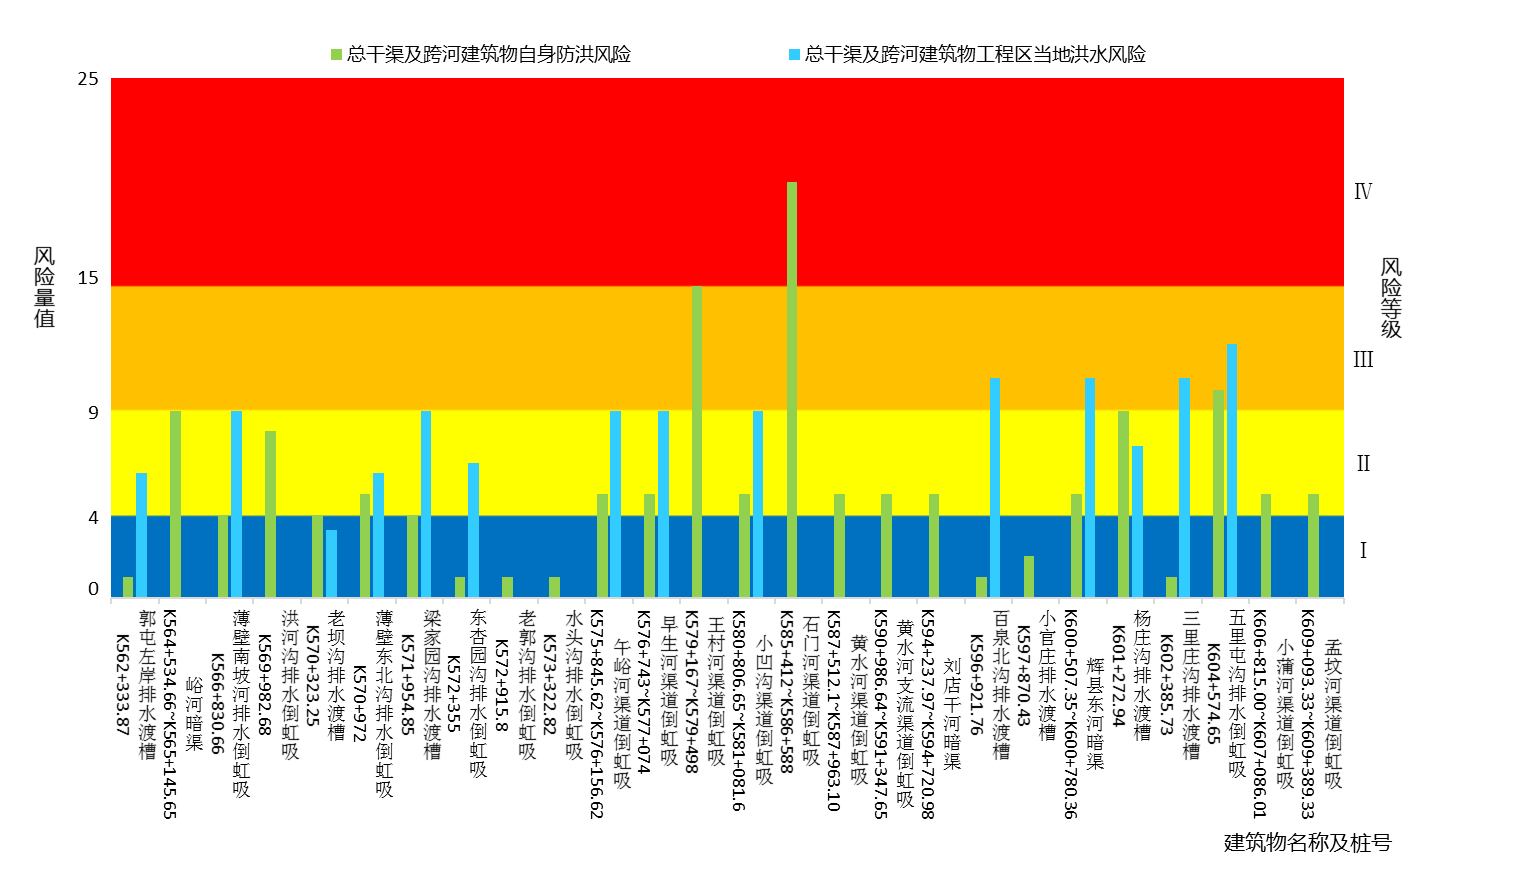 总干渠及跨河建筑物自身防洪风险
总干渠及跨河建筑物工程区当地洪水风险
25
15
9
4
0
风险量值
IV
III
II
I
风险等级
郭屯左岸排水渡槽
K562+333.87
峪河暗渠
K564+534.66~K565+145.65
薄壁南坡河排水倒虹吸
K566+830.66
洪河沟排水倒虹吸
K569+982.68
老坝沟排水渡槽
K570+323.25
薄壁东北沟排水倒虹吸
K570+972
梁家园沟排水渡槽
K571+954.85
东杏园沟排水倒虹吸
K572+355
老郭沟排水倒虹吸
K572+915.8
水头沟排水倒虹吸
K573+322.82
午峪河渠道倒虹吸
K575+845.62~K576+156.62
早生河渠道倒虹吸
K576+743~K577+074
王村河渠道倒虹吸
K579+167~K579+498
小凹沟渠道倒虹吸
K580+806.65~K581+081.6
石门河渠道倒虹吸
K585+412~K586+588
黄水河渠道倒虹吸
K587+512.1~K587+963.10
黄水河支流渠道倒虹吸
K590+986.64~K591+347.65
刘店干河暗渠
K594+237.97~K594+720.98
百泉北沟排水渡槽
K596+921.76
小官庄排水渡槽
K597+870.43
辉县东河暗渠
K600+507.35~K600+780.36
杨庄沟排水渡槽
K601+272.94
三里庄沟排水渡槽
K602+385.73
五里屯沟排水倒虹吸
K604+574.65
小蒲河渠道倒虹吸
K606+815.00~K607+086.01
孟坟河渠道倒虹吸
K609+093.33~K609+389.33
建筑物名称及桩号